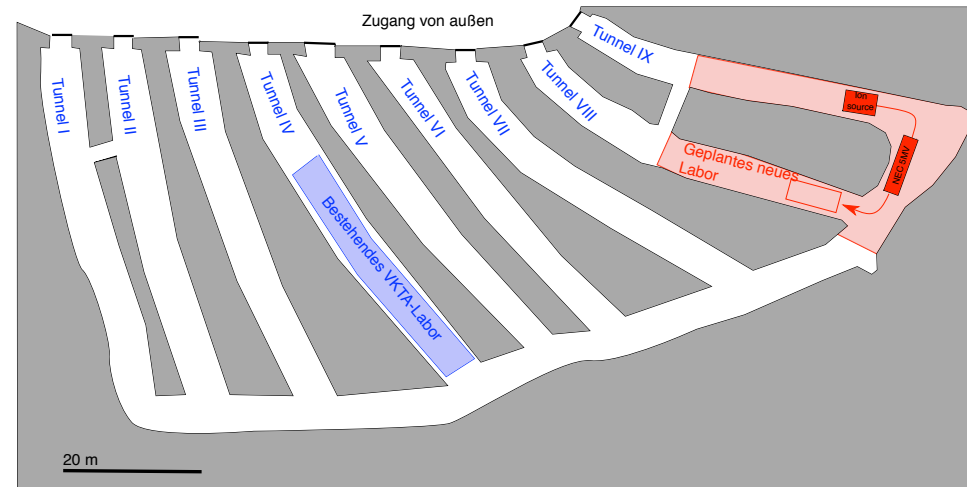 Zugang von außen
Tunnel I
Tunnel II
Tunnel III
Tunnel IV
Tunnel V
Tunnel VI
Tunnel VII
Tunnel VIII
Tunnel IX
Ion
source
NEC 5MV
Geplantes neues
Labor
Bestehendes VKTA-Labor
20 m